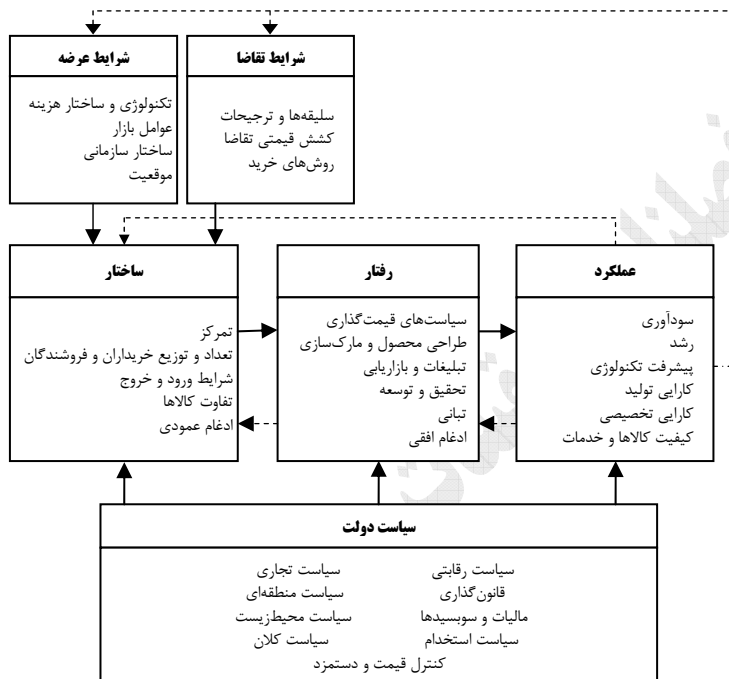 شرایط عرضه
تکنولوژی و ساختار هزینه
عوامل بازار
ساختار سازمانی
موقعیت
شرایط تقاضا
سلیقه‌ها و ترجیحات
کشش قیمتی تقاضا
روش‌های خرید
ساختار
تمرکز
تعداد و توزیع خریداران و فروشندگان
شرایط ورود و خروج
تفاوت کالاها
ادغام عمودی
رفتار
سیاست‌های قیمت‌گذاری
طراحی محصول و مارک‌سازی
تبلیغات و بازاریابی
تحقیق و توسعه
تبانی
ادغام افقی
عملکرد
سودآوری
رشد
پیشرفت تکنولوژی
کارایی تولید
کارایی تخصیصی
کیفیت کالاها و خدمات
سیاست دولت
سیاست رقابتی
قانون‌گذاری
مالیات و سوبسیدها
سیاست استخدام
سیاست تجاری
سیاست منطقه‌ای
سیاست محیط‌زیست
سیاست کلان
کنترل قیمت و دستمزد